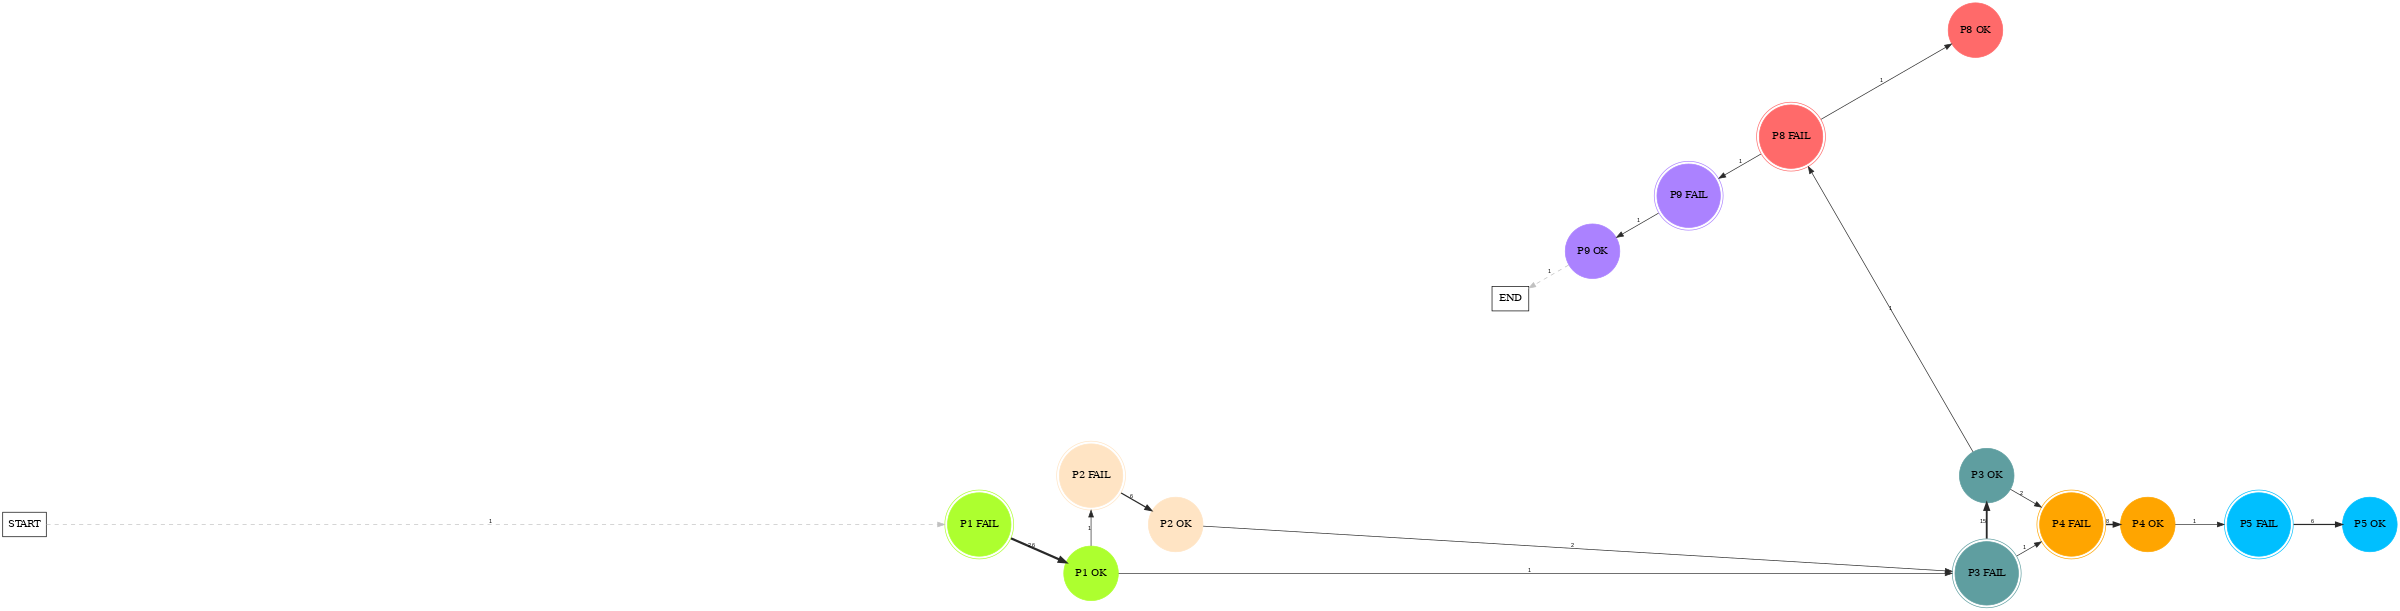 P8 OK
1
P8 FAIL
1
P9 FAIL
1
P9 OK
1
END
1
P2 FAIL
6
P3 OK
2
START
1
P1 FAIL
1
P2 OK
2
15
P4 FAIL
8
P4 OK
1
P5 FAIL
6
P5 OK
P1 OK
1
P3 FAIL
1